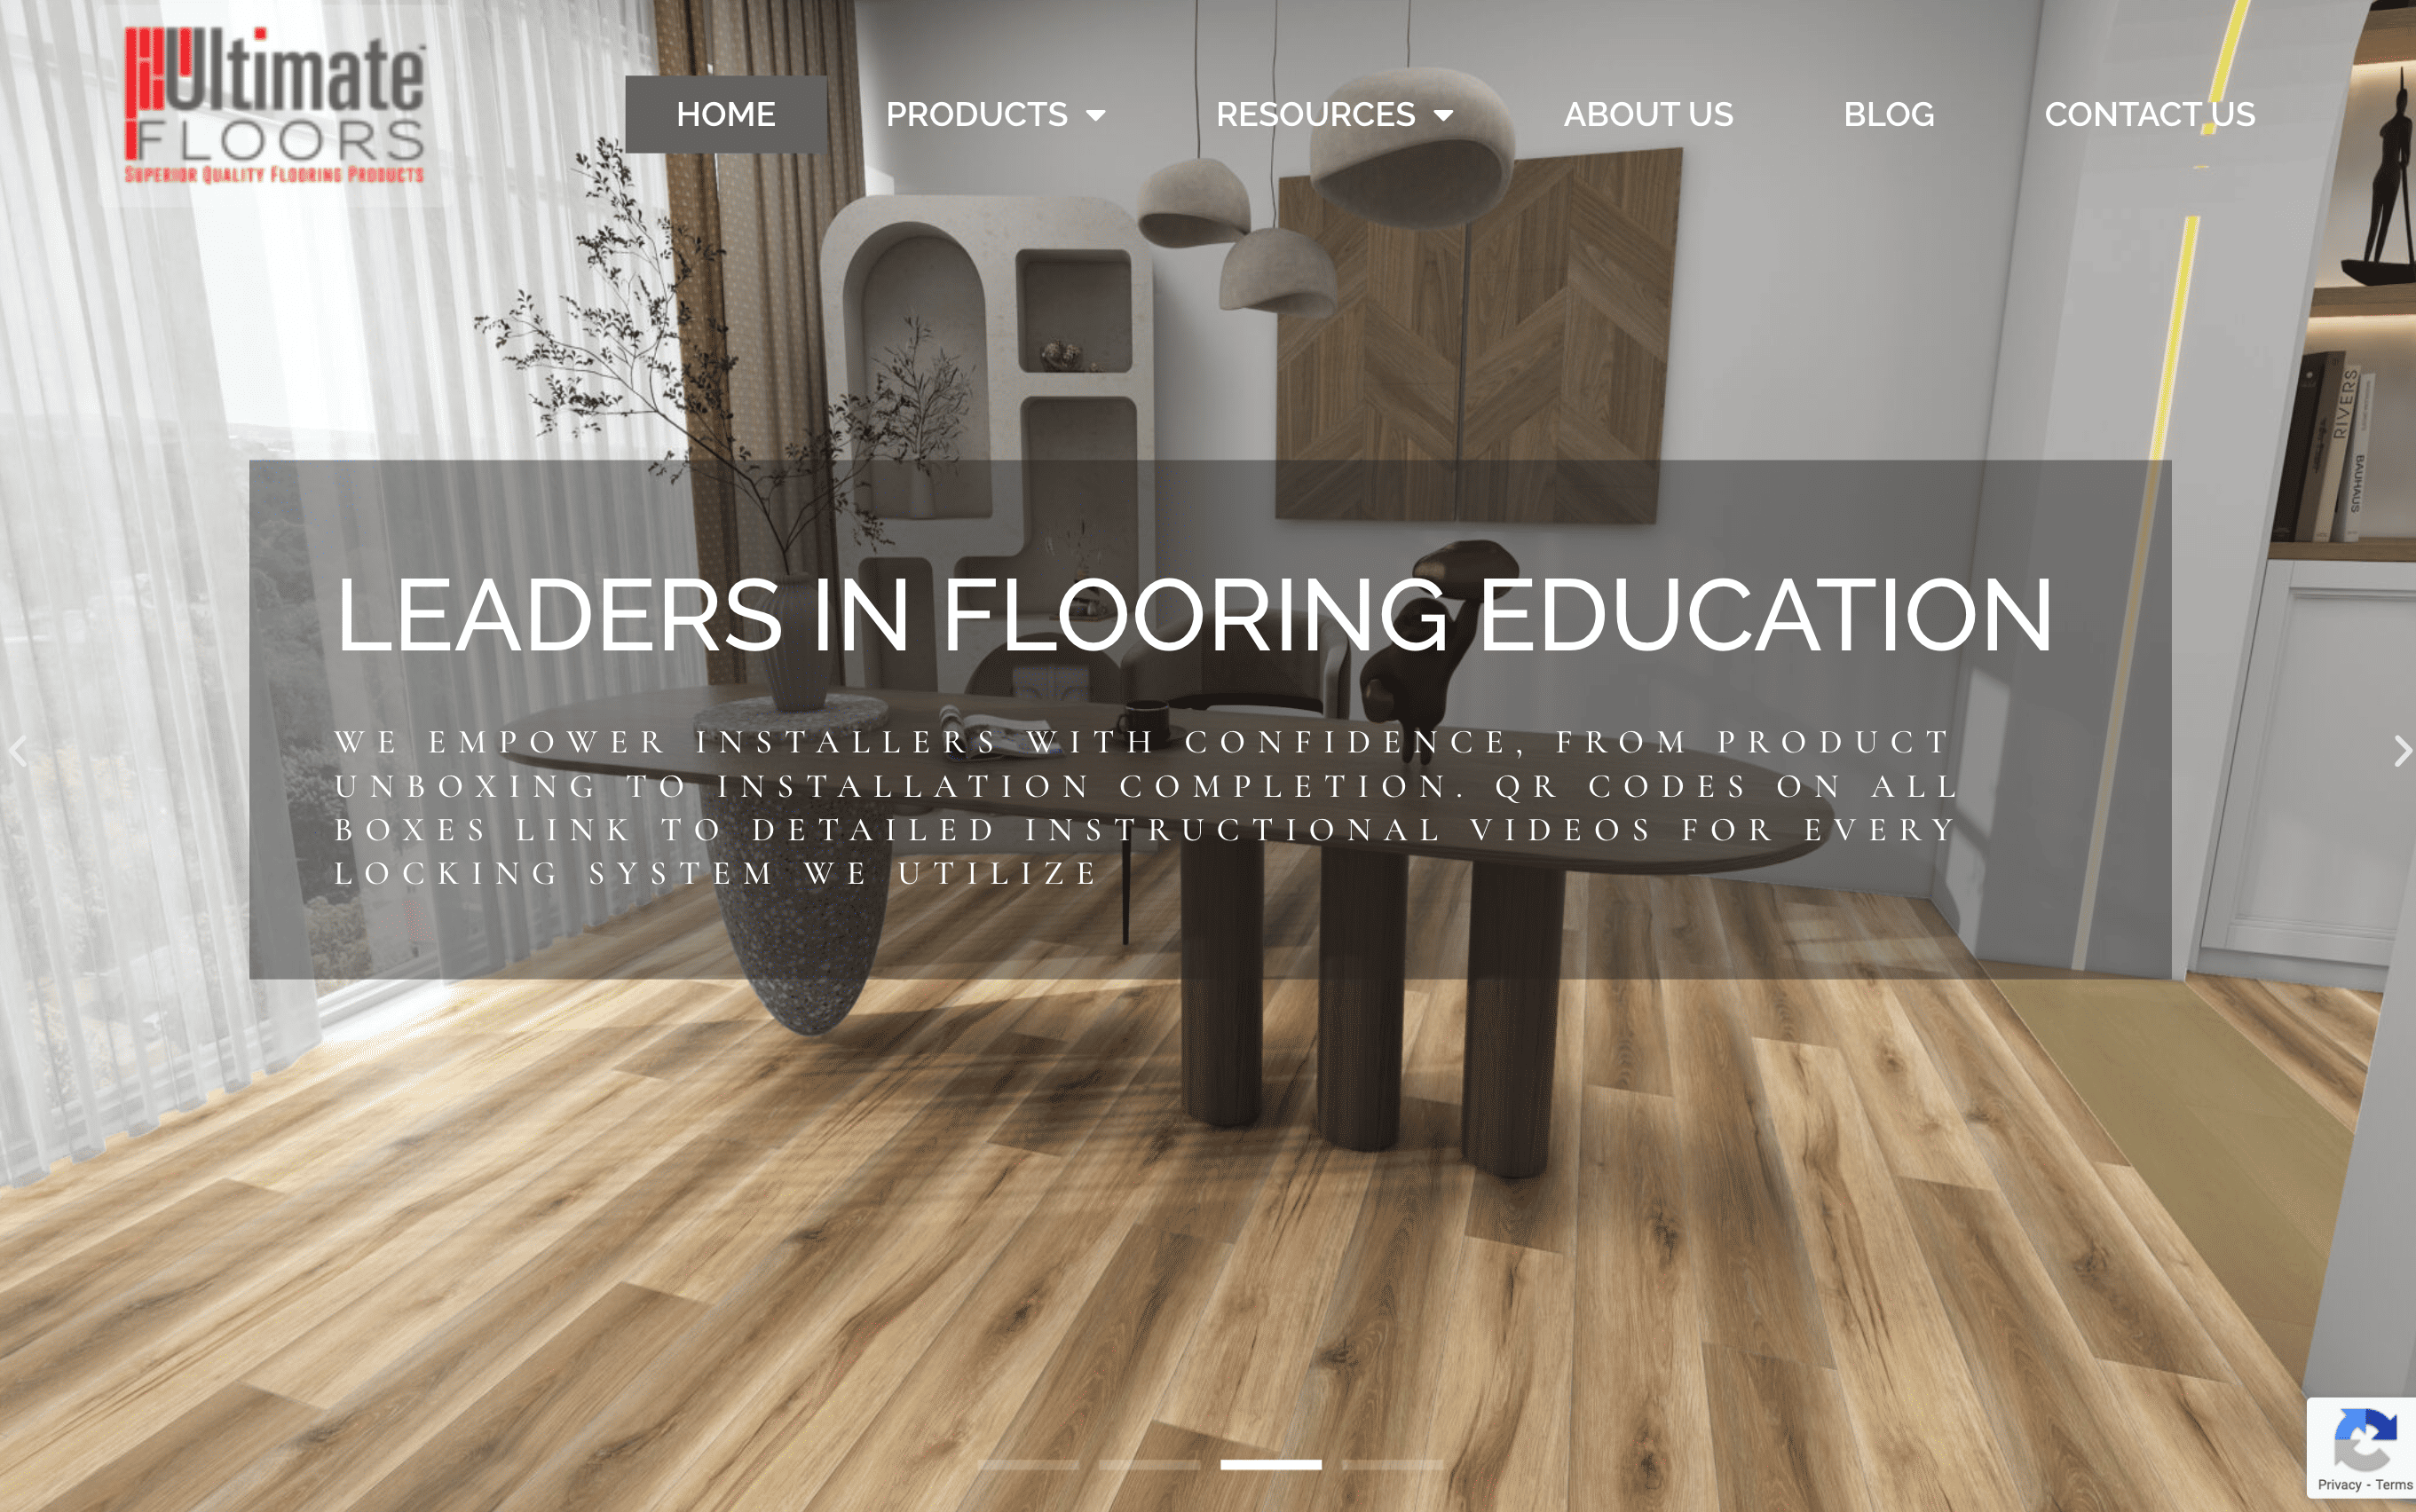 Ultimate
FLOORS
SUPERIOR QUALITY FLOORING PRODUCTS
HOME
PRODUCTS
RESOURCES
ABOUT US
BLOG
CONTACT US
RIVERS
BAUHAUS
LEADERS IN FLOORING EDUCATION
WE EMPOWER INSTALLERS WITH CONFIDENCE, FROM PRODUCT
UNBOXING TO INSTALLATION COMPLETION. QR CODES ON ALL
BOXES LINK TO DETAILED INSTRUCTIONAL VIDEOS FOR EVERY
LOCKING SYSTEM WE UTILIZE
Privacy - Terms